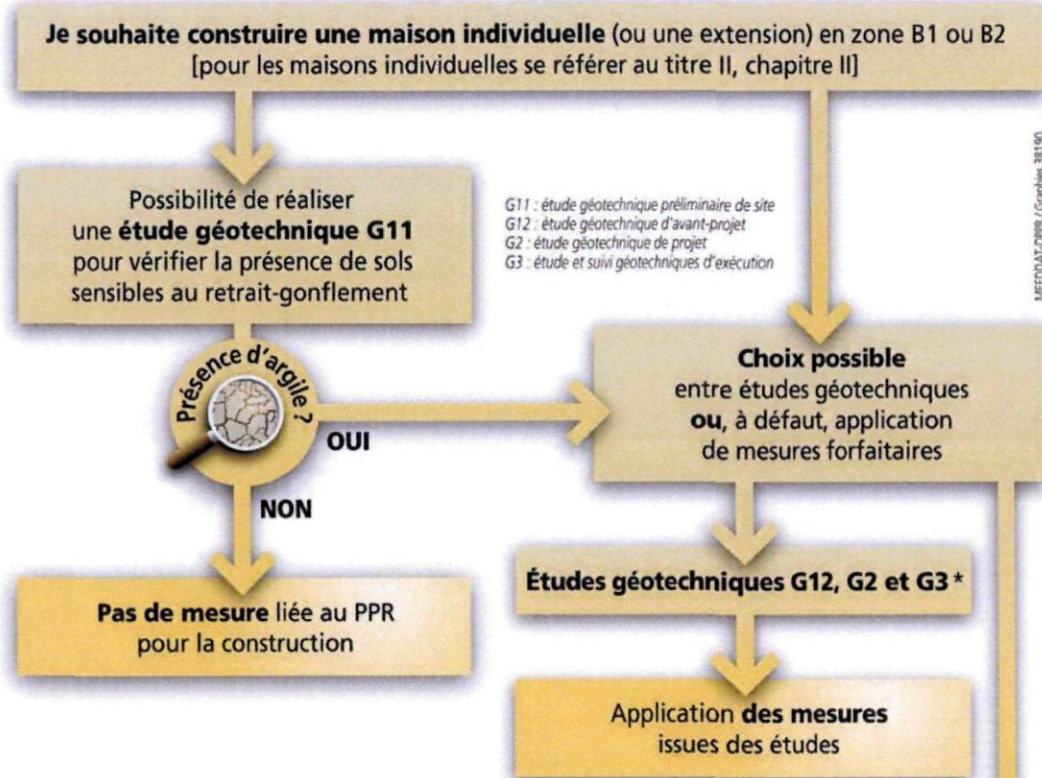 Je souhaite construire une maison individuelle (ou une extension) en zone B1 ou B2
[pour les maisons individuelles se référer au titre II, chapitre II]
Possibilité de réaliser
une étude géotechnique G11
pour vérifier la présence de sols
sensibles au retrait-gonflement
G11 : étude géotechnique préliminaire de site
G12 : étude géotechnique d'avant-projet
G2 : étude géotechnique de projet
G3 : étude et suivi géotechniques d'exécution
MEEDDAT-DPPR / Graphies 38190
Présence d'argile ?
OUI
NON
Choix possible
entre études géotechniques
ou, à défaut, application
de mesures forfaitaires
Pas de mesure liée au PPR
pour la construction
Études géotechniques G12, G2 et G3 *
Application des mesures
issues des études